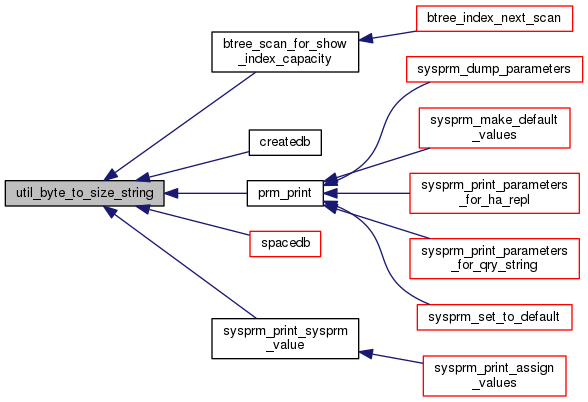 util_byte_to_size_string
btree_scan_for_show
_index_capacity
createdb
prm_print
spacedb
sysprm_print_sysprm
_value
btree_index_next_scan
sysprm_dump_parameters
sysprm_make_default
_values
sysprm_print_parameters
_for_ha_repl
sysprm_print_parameters
_for_qry_string
sysprm_set_to_default
sysprm_print_assign
_values